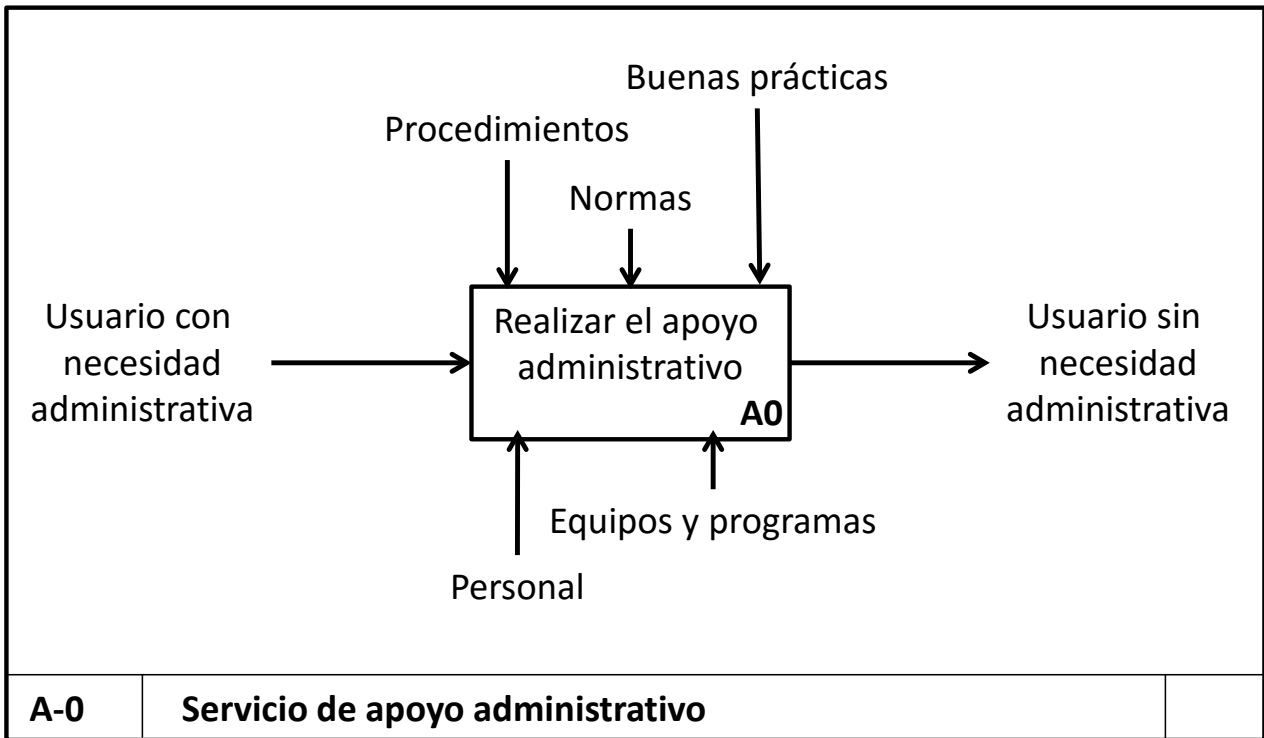 Buenas prácticas
Procedimientos
Normas
Usuario con
necesidad
administrativa
Realizar el apoyo
administrativo
A0
Usuario sin
necesidad
administrativa
Equipos y programas
Personal
A-0
Servicio de apoyo administrativo